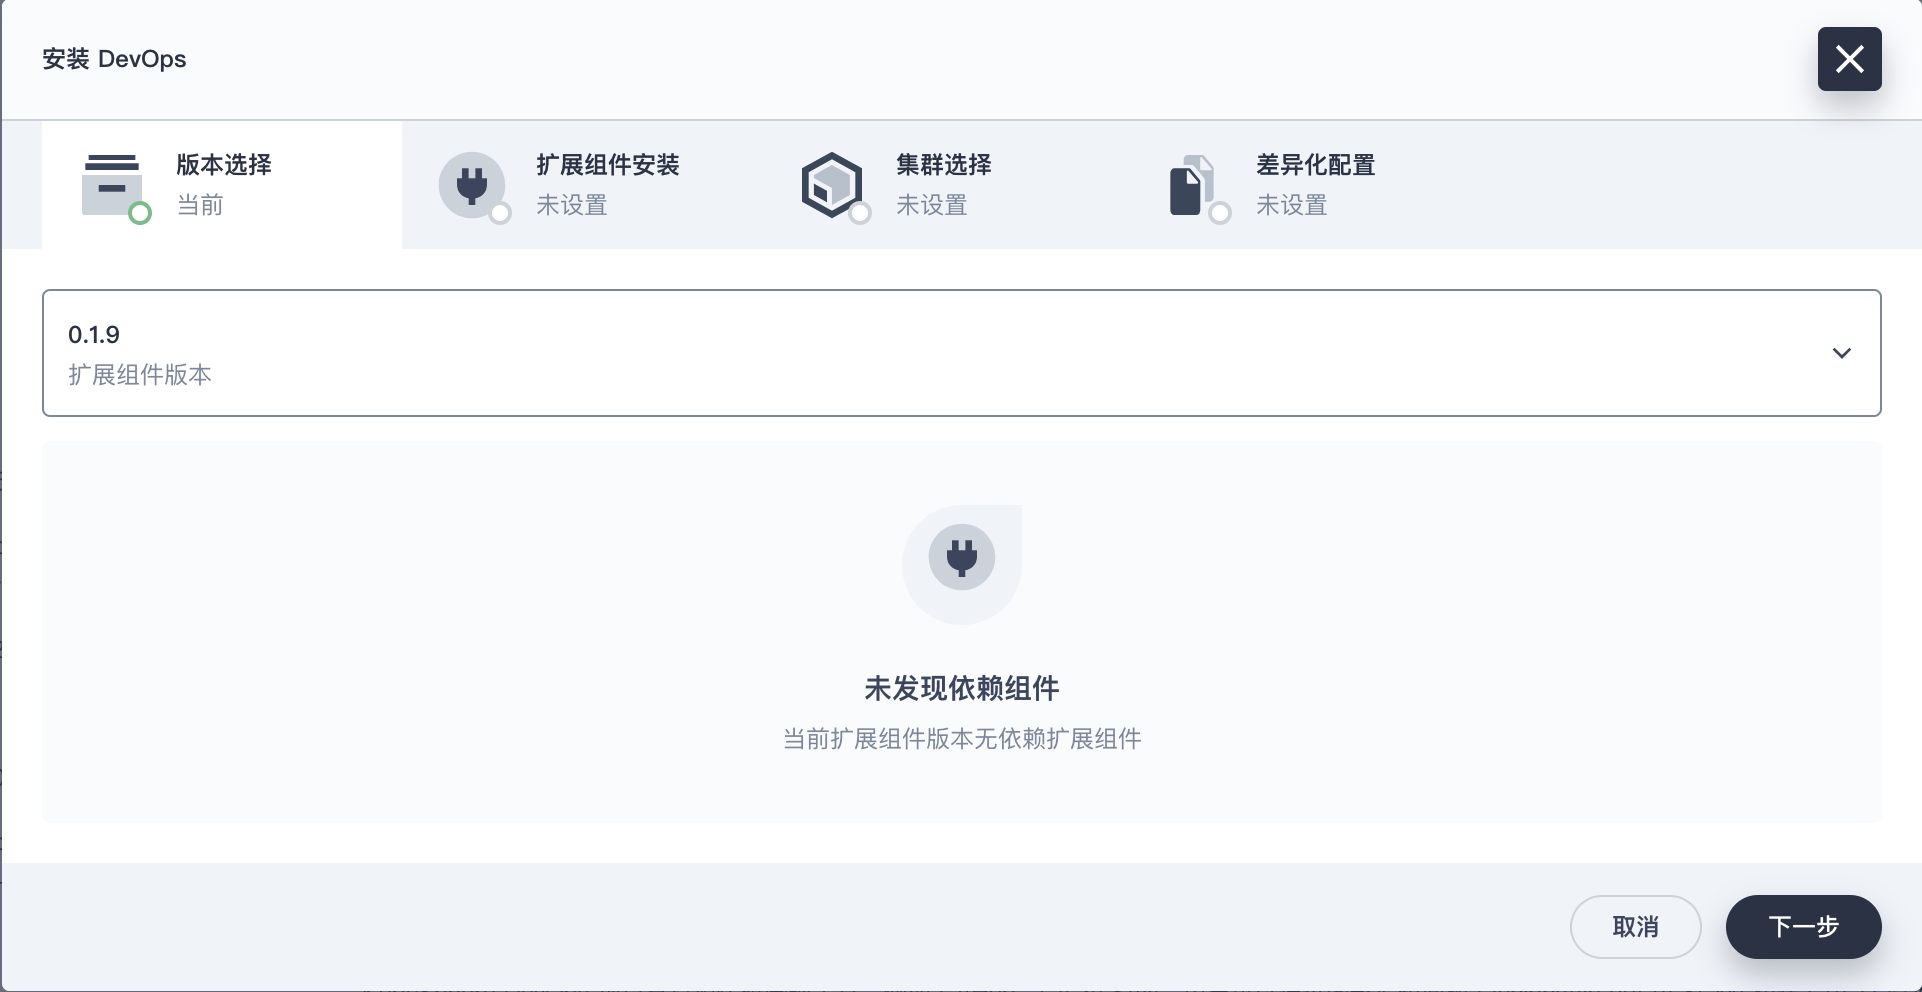 安装 DevOps
版本选择
当前
扩展组件安装
未设置
集群选择
未设置
差异化配置
未设置
0.1.9
扩展组件版本
未发现依赖组件
当前扩展组件版本无依赖扩展组件
取消
下一步